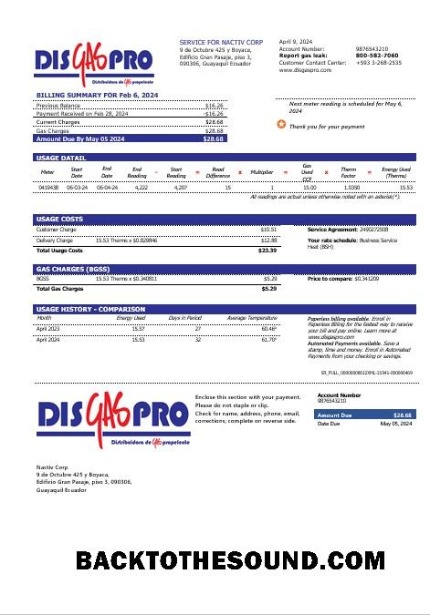 DISGASPRO
Distribuidora de Gas propietario
SERVICE FOR NACTIV CORP
9 de Octubre 425 y Boyaca,
Edificio Gran Pasaje, piso 3,
090306,
Guayaquil Ecuador
April 9, 2024
Account Number: 9876543210
Report gas leak: 800-582-7060
Customer Contact Center: +593 3-268-2535
www.disgaspro.com
BILLING SUMMARY FOR Feb 6, 2024
Previous Balance $16.26
Payment Received on Feb 28, 2024 -$16.26
Current Charges $28.68
Gas Charges $28.68
Amount Due By May 05 2024 $28.68
Next meter reading is scheduled for May 6,
2024
Thank you for your payment
USAGE DATAIL
Meter Start Date End Date End Reading - Start Reading = Read Difference x Multiplier = Gas Used x Therm Factor = Energy Used (Therms)
0419438 05-03-24 05-04-24 4,222 4,207 15 1 15.00 15.53
All readings are actual unless otherwise noted with an asterisk(*).
USAGE COSTS
Customer Charge $10.51
Delivery Charge 15.53 Therms x $0.829846 $12.88
Total Usage Costs $23.39
Service Agreement:
Your rate schedule: Business Service
Heat (BSH)
GAS CHARGES (BGSS)
BGSS 15.53 Therms x $0.340811 $5.29
Total Gas Charges $5.29
Price to compare: $0.341209
USAGE HISTORY - COMPARISON
Month Energy Used Days in Period Average Temperature
April 2023 15.57 27 60.46°
April 2024 15.53 32 61.70°
Paperless billing available. Enroll in
Paperless Billing for the fastest way to receive
your bill and pay online. Learn more at
www.disgaspro.com
Automated Payments available. Save a
stamp, time and money. Enroll in Automated
Payments from your checking or savings.
DISGASPRO
Distribuidora de Gas propietario
Enclose this section with your payment.
Please do not staple or clip.
Check for name, address, phone, email,
corrections, complete on reverse side.
Account Number
9876543210
Amount Due $28.68
Date Due May 05, 2024
Nactiv Corp
9 de Octubre 425 y Boyaca,
Edificio Gran Pasaje, piso 3, 090306,
Guayaquil Ecuador
BACKTOTHESOUND.COM